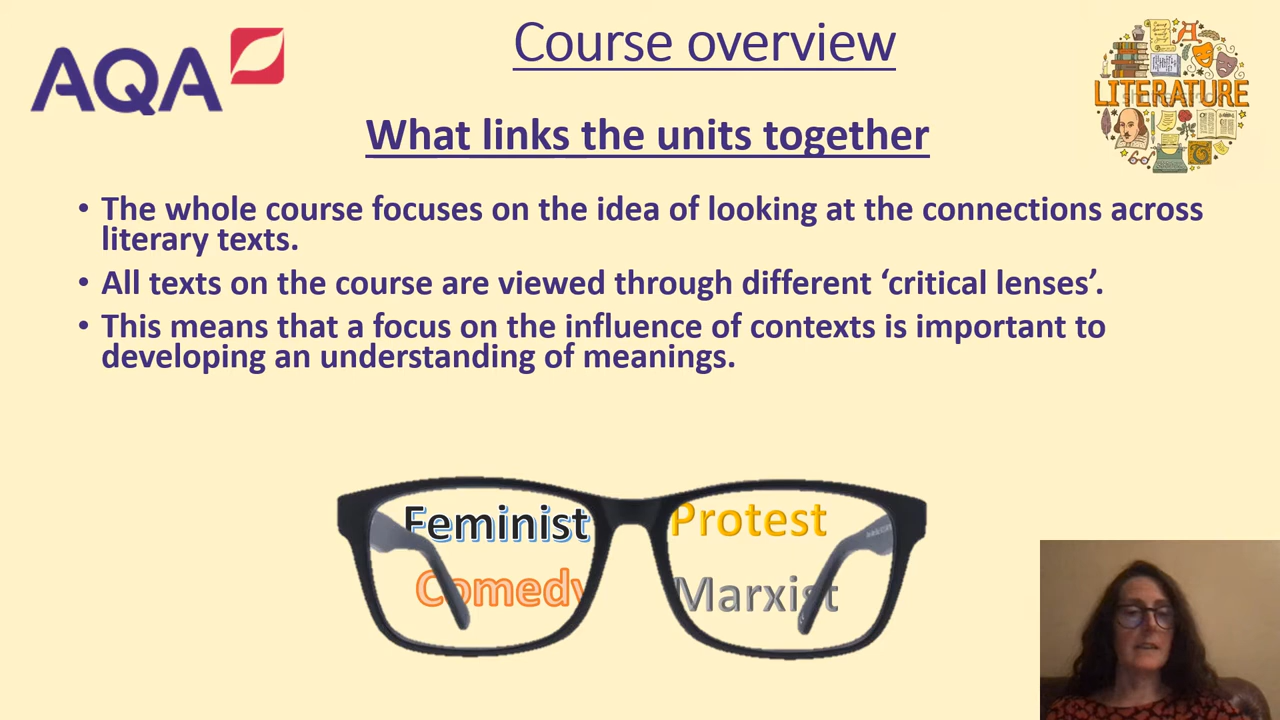 AQA
Course overview
LITERATURE
What links the units together
• The whole course focuses on the idea of looking at the connections across
literary texts.
• All texts on the course are viewed through different ‘critical lenses’.
• This means that a focus on the influence of contexts is important to
developing an understanding of meanings.
Feminist
Protest
Comedy
Marxist